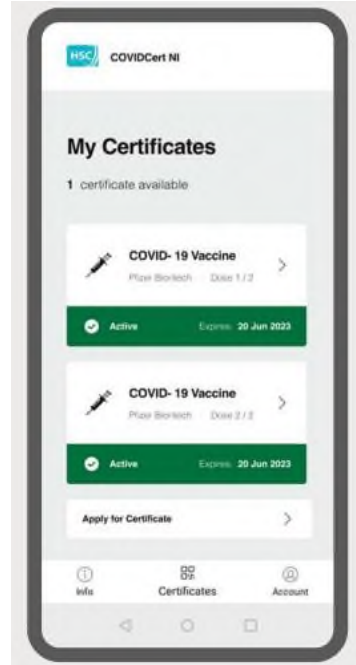 HSC
COVIDCert NI
My Certificates
1 certificate available
COVID- 19 Vaccine
Pfizer Biontech Dose 1 / 2
Active Expires: 20 Jun 2023
COVID- 19 Vaccine
Pfizer Biontech Dose 2 / 2
Active Expires: 20 Jun 2023
Apply for Certificate
Info Certificates Account